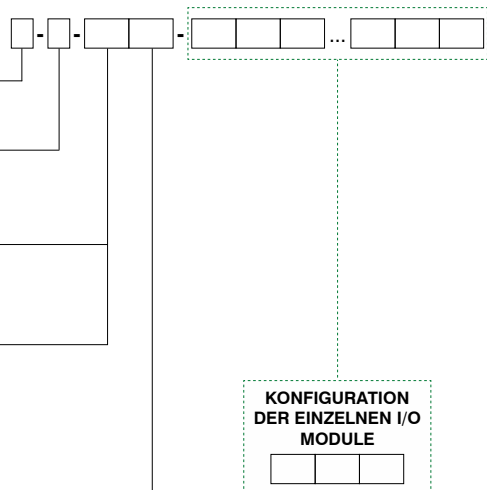 - - - ...
KONFIGURATION
DER EINZELNEN I/O
MODULE